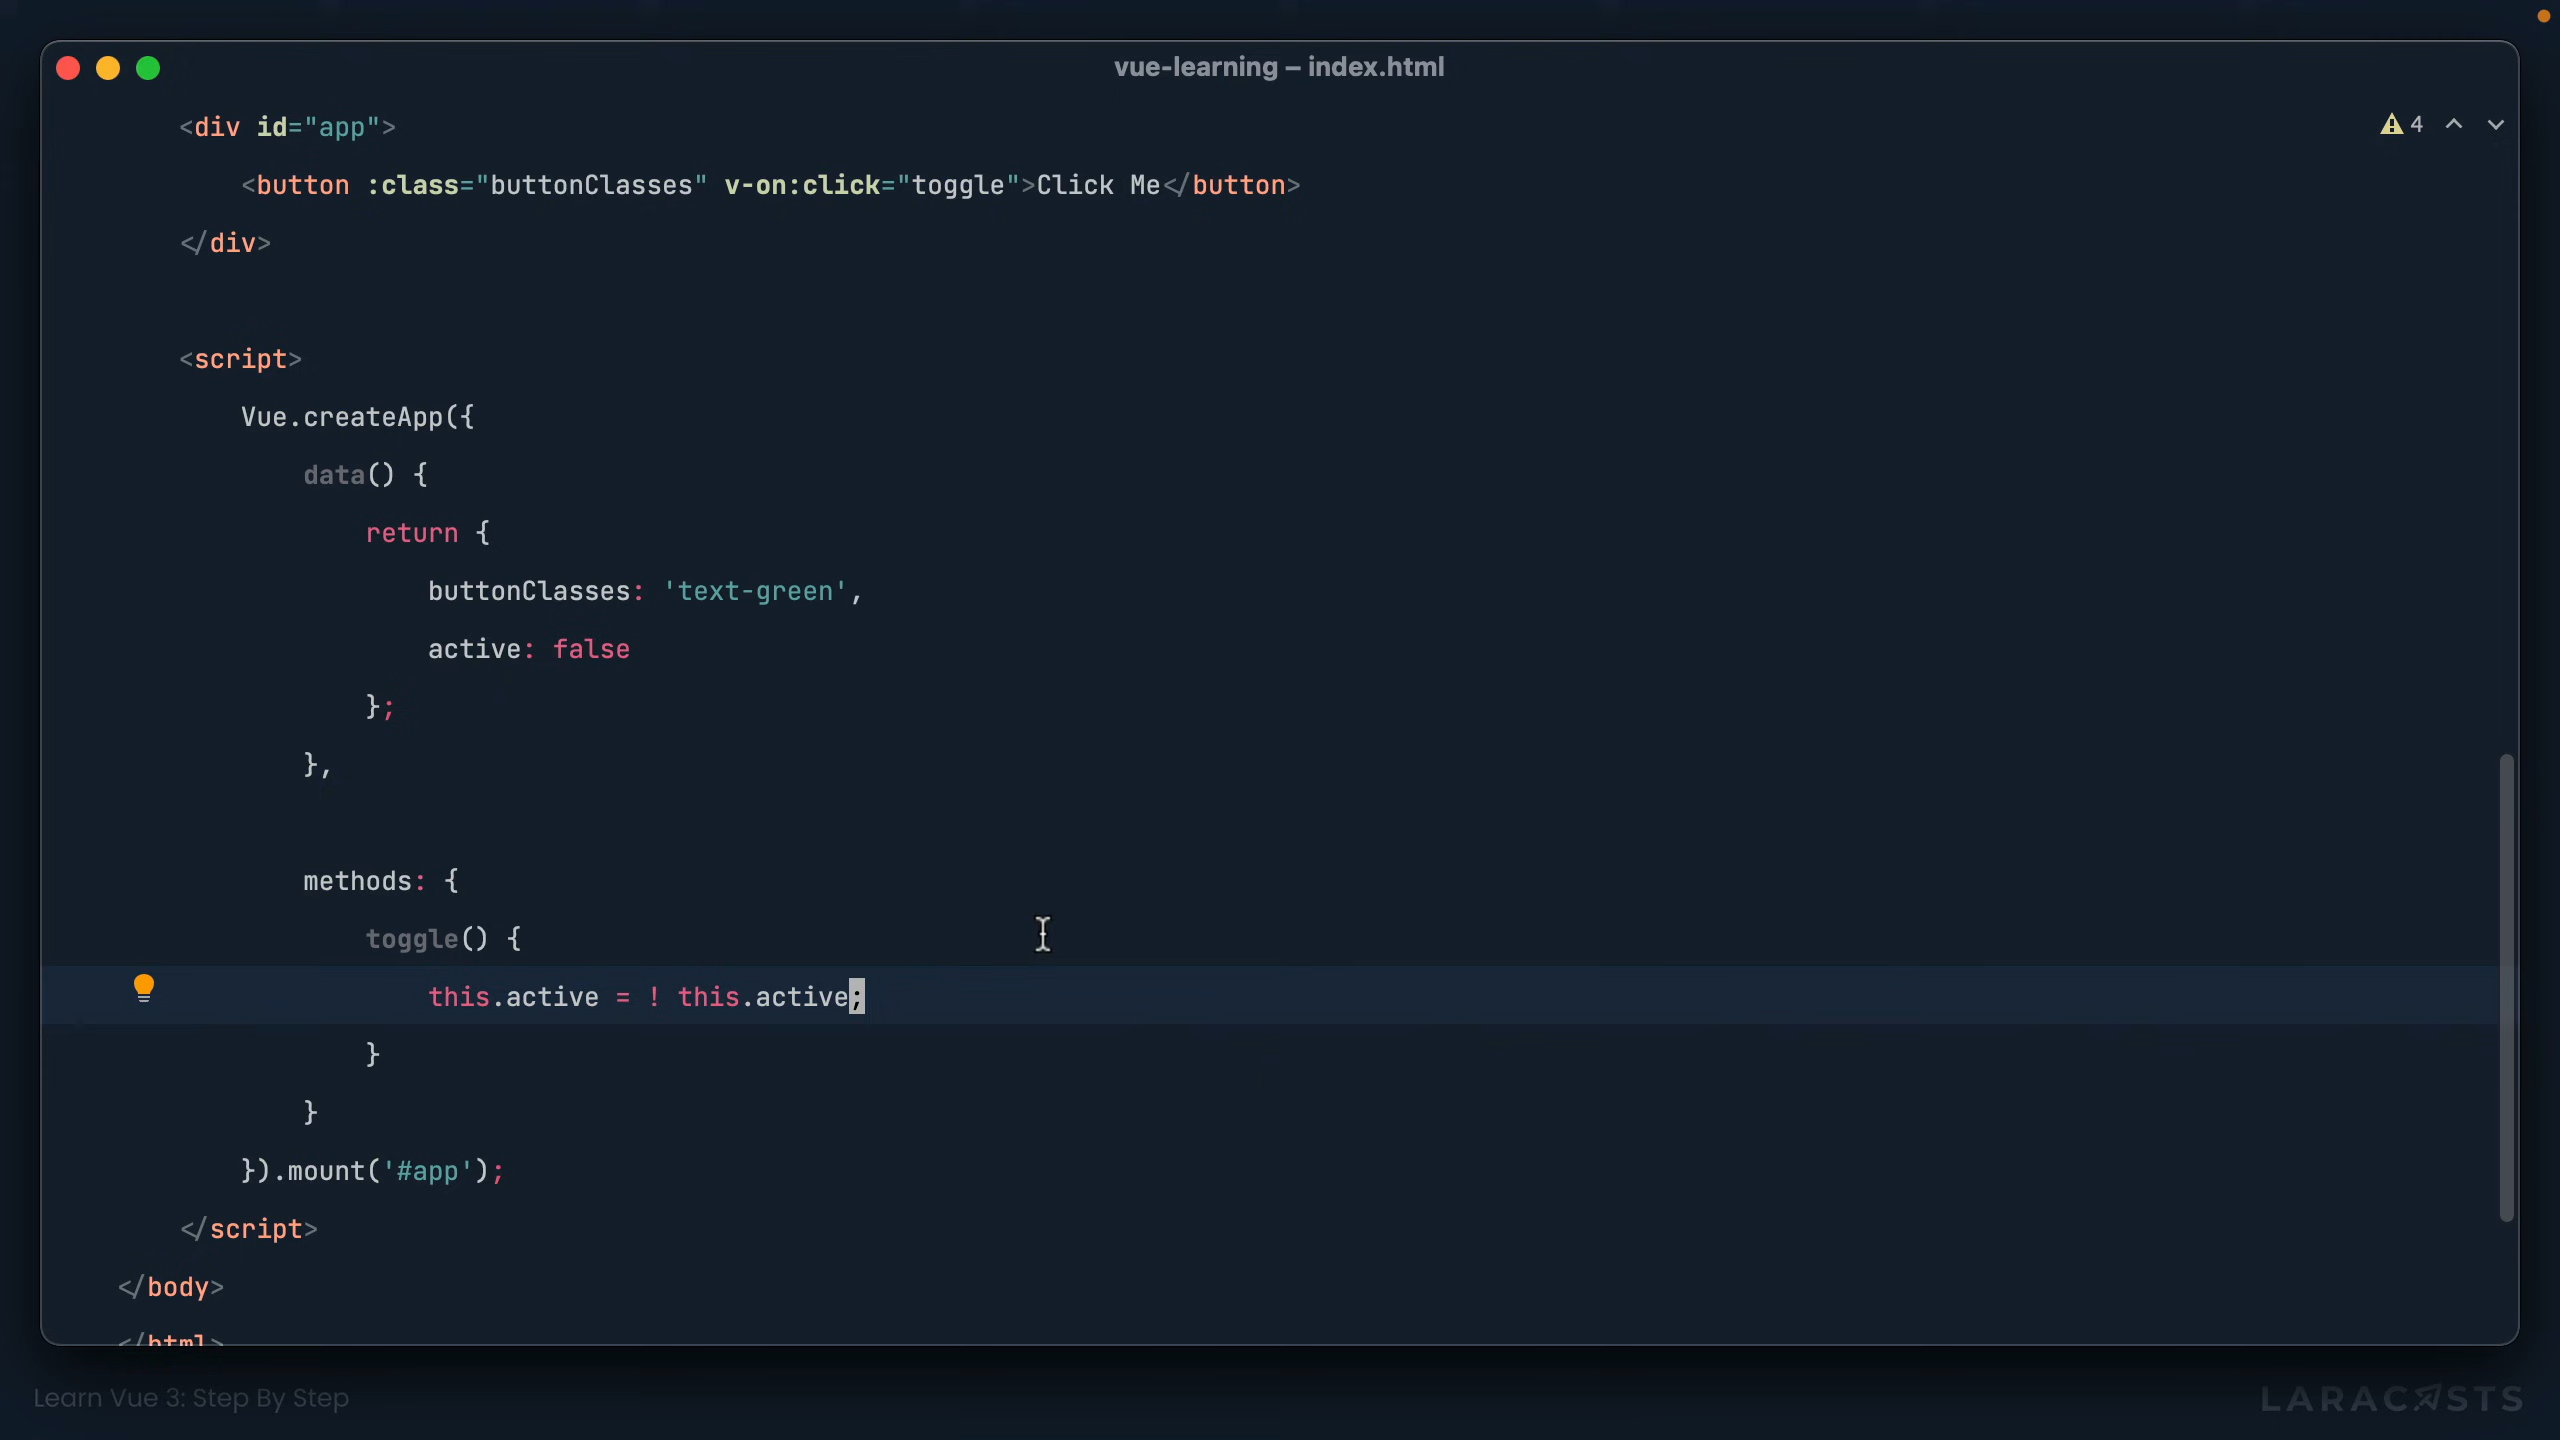 vue-learning – index.html
<div id="app">
4
<button :class="buttonClasses" v-on:click="toggle">Click Me</button>
</div>
<script>
Vue.createApp({
data() {
return {
buttonClasses: 'text-green',
active: false
};
},
methods: {
toggle() {
this.active = ! this.active;
}
}
}).mount('#app');
</script>
</body>
</html>
Learn Vue 3: Step By Step
LARACASTS